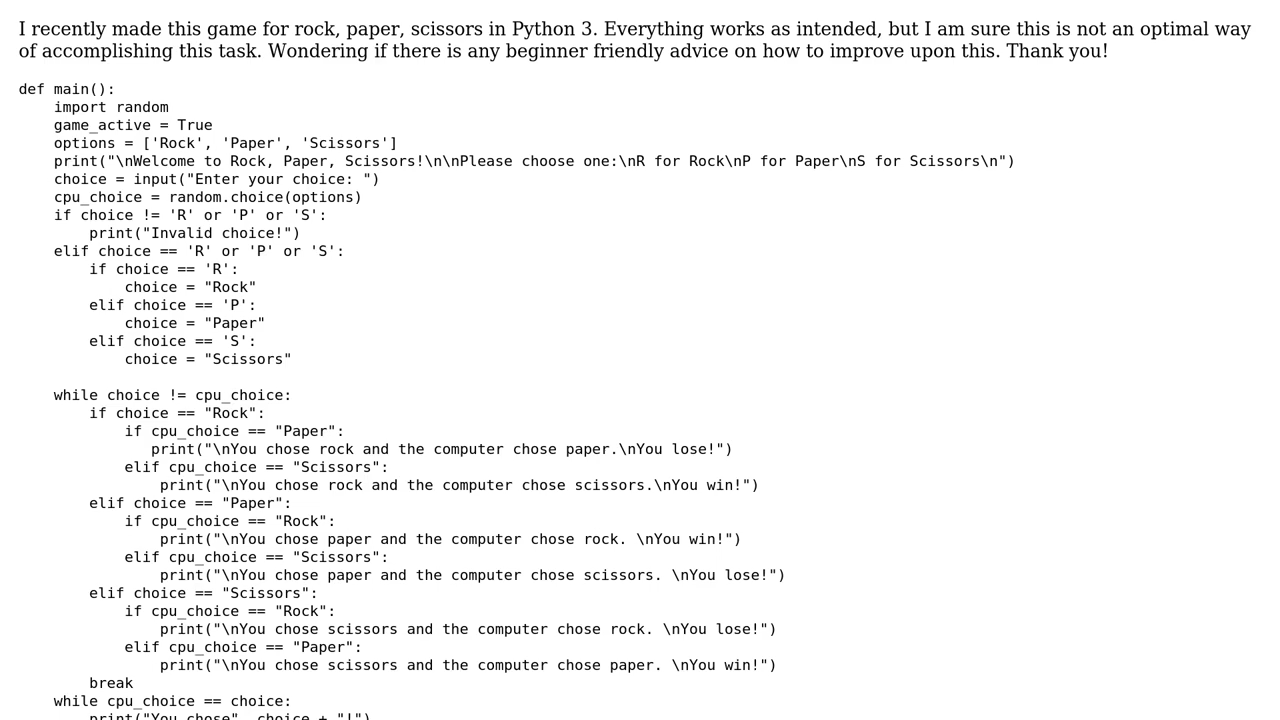 I recently made this game for rock, paper, scissors in Python 3. Everything works as intended, but I am sure this is not an optimal way
of accomplishing this task. Wondering if there is any beginner friendly advice on how to improve upon this. Thank you!
def main():
    import random
    game_active = True
    options = ['Rock', 'Paper', 'Scissors']
    print("\nWelcome to Rock, Paper, Scissors!\n\nPlease choose one:\nR for Rock\nP for Paper\nS for Scissors\n")
    choice = input("Enter your choice: ")
    cpu_choice = random.choice(options)
    if choice != 'R' or 'P' or 'S':
        print("Invalid choice!")
    elif choice == 'R' or 'P' or 'S':
        if choice == 'R':
            choice = "Rock"
        elif choice == 'P':
            choice = "Paper"
        elif choice == 'S':
            choice = "Scissors"

    while choice != cpu_choice:
        if choice == "Rock":
            if cpu_choice == "Paper":
               print("\nYou chose rock and the computer chose paper.\nYou lose!")
            elif cpu_choice == "Scissors":
                print("\nYou chose rock and the computer chose scissors.\nYou win!")
        elif choice == "Paper":
            if cpu_choice == "Rock":
                print("\nYou chose paper and the computer chose rock. \nYou win!")
            elif cpu_choice == "Scissors":
                print("\nYou chose paper and the computer chose scissors. \nYou lose!")
        elif choice == "Scissors":
            if cpu_choice == "Rock":
                print("\nYou chose scissors and the computer chose rock. \nYou lose!")
            elif cpu_choice == "Paper":
                print("\nYou chose scissors and the computer chose paper. \nYou win!")
        break
    while cpu_choice == choice:
        print("You chose", choice + "!")